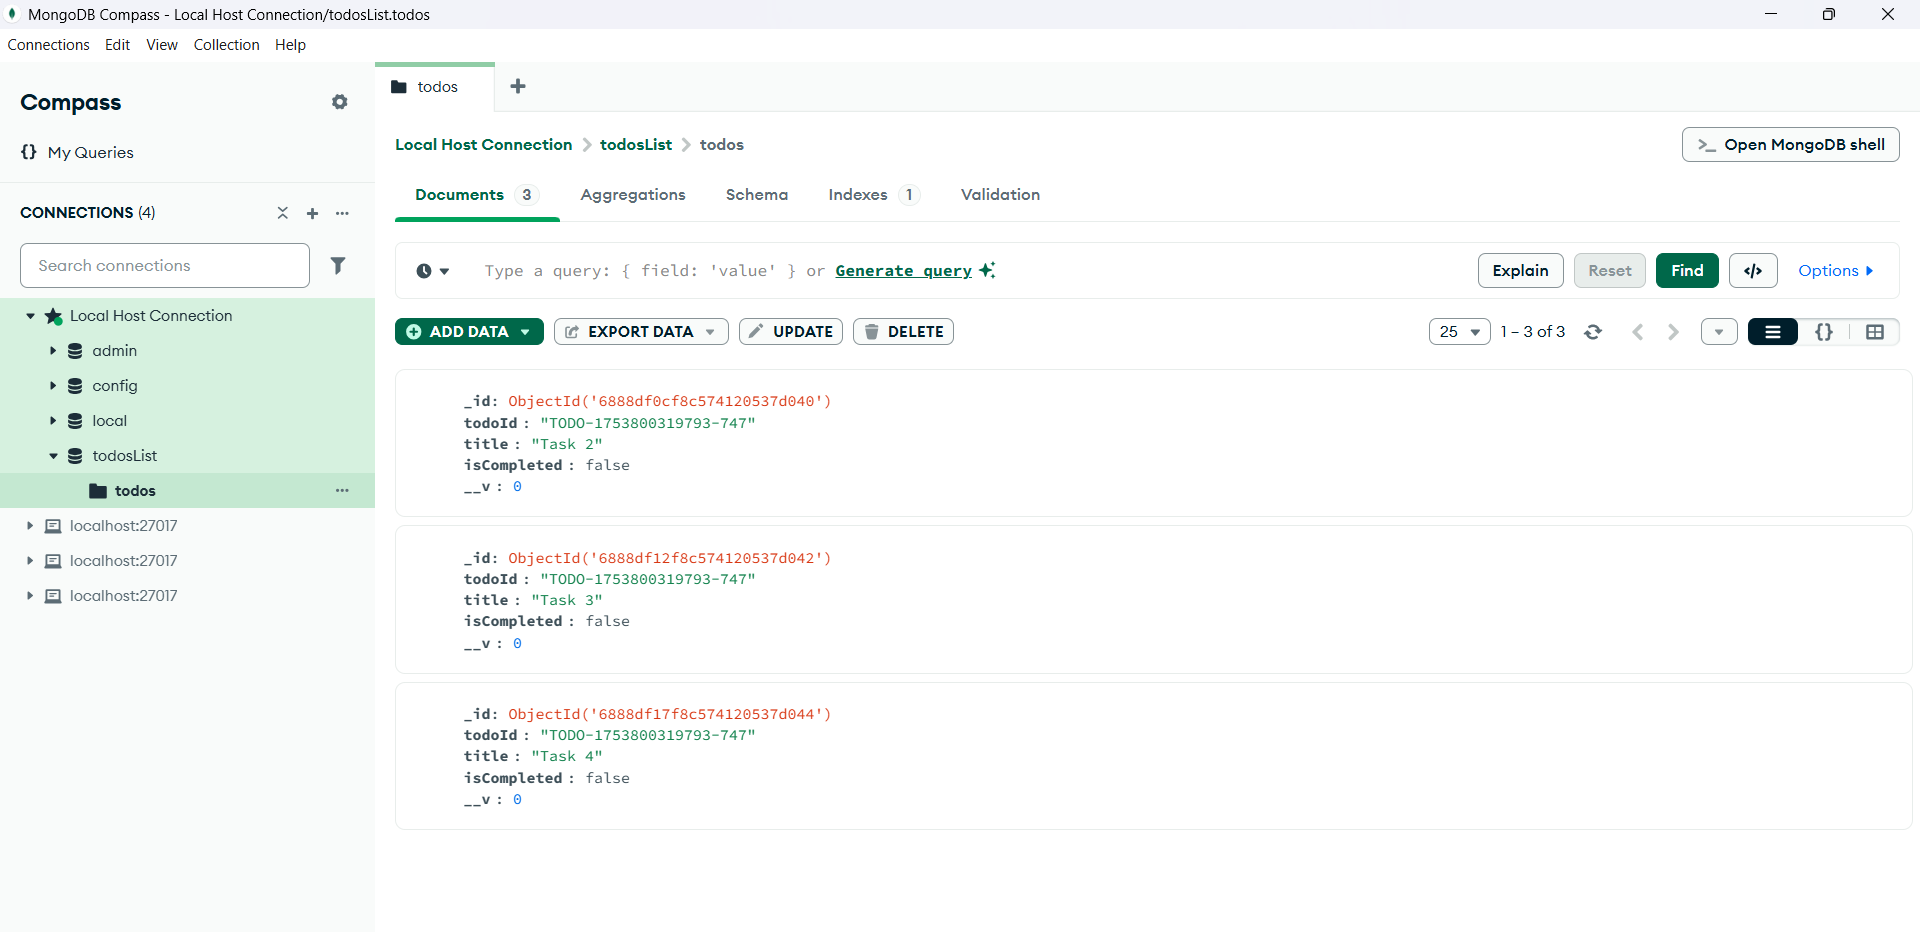 MongoDB Compass - Local Host Connection/todosList.todos
Connections Edit View Collection Help
Compass
{} My Queries
CONNECTIONS (4)
Search connections
Local Host Connection
admin
config
local
todosList
todos
localhost:27017
localhost:27017
localhost:27017
todos
Local Host Connection > todosList > todos
>_ Open MongoDB shell
Documents 3 Aggregations Schema Indexes 1 Validation
Type a query: { field: 'value' } or Generate query
Explain Reset Find </> Options
ADD DATA EXPORT DATA UPDATE DELETE
25 1 – 3 of 3 {}
_id: ObjectId('6888df0cf8c574120537d040')
todoId : "TODO-1753800319793-747"
title : "Task 2"
isCompleted : false
__v : 0
_id: ObjectId('6888df12f8c574120537d042')
todoId : "TODO-1753800319793-747"
title : "Task 3"
isCompleted : false
__v : 0
_id: ObjectId('6888df17f8c574120537d044')
todoId : "TODO-1753800319793-747"
title : "Task 4"
isCompleted : false
__v : 0